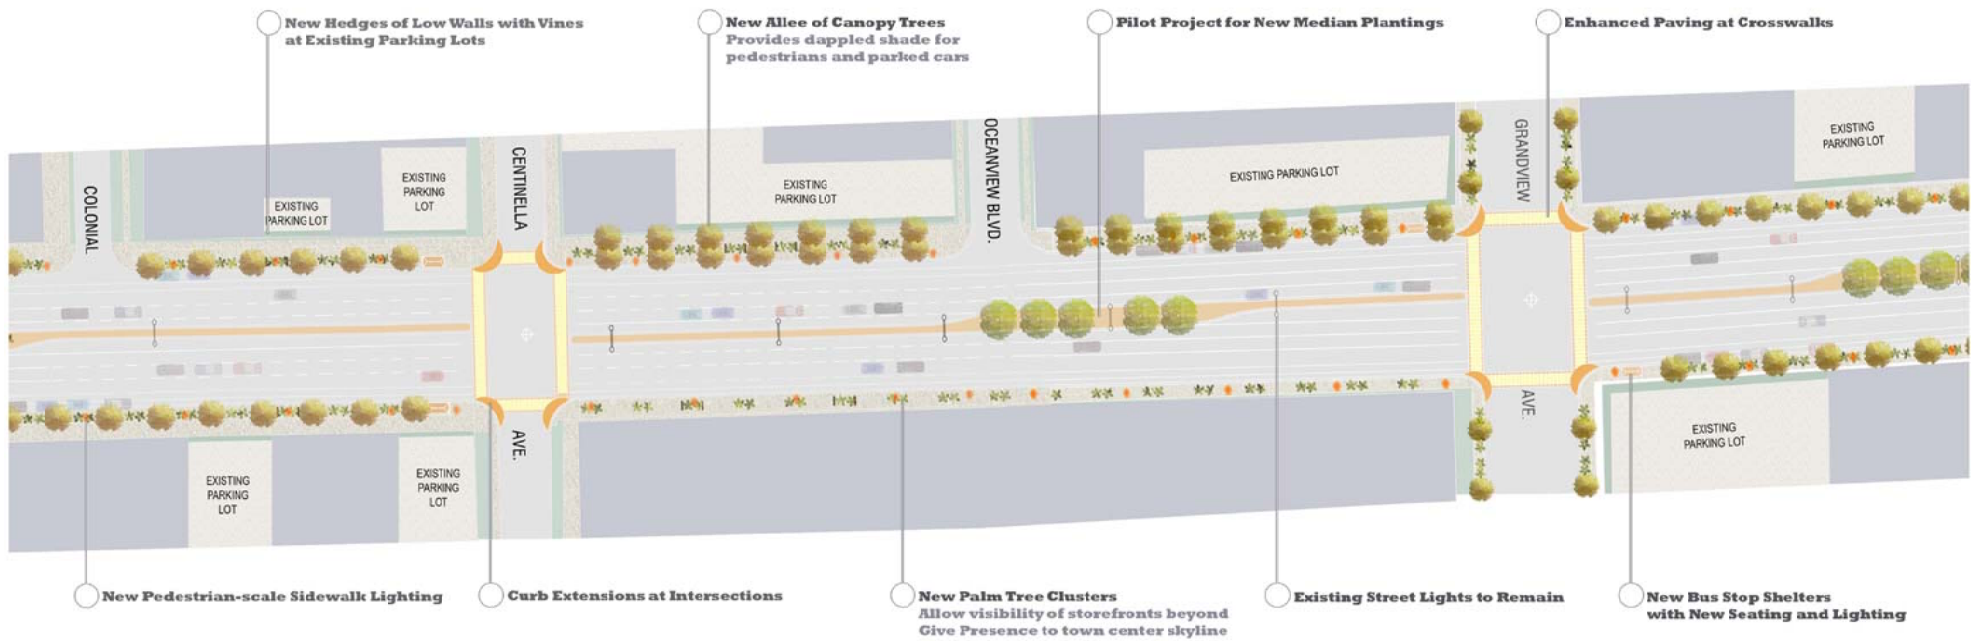 New Hedges of Low Walls with Vines
at Existing Parking Lots
New Allee of Canopy Trees
Provides dappled shade for
pedestrians and parked cars
Pilot Project for New Median Plantings
Enhanced Paving at Crosswalks
COLONIAL
EXISTING
PARKING LOT
EXISTING
PARKING
LOT
CENTINELLA
EXISTING
PARKING LOT
OCEANVIEW BLVD.
EXISTING PARKING LOT
GRANDVIEW
EXISTING
PARKING LOT
EXISTING
PARKING
LOT
EXISTING
PARKING
LOT
AVE.
AVE.
EXISTING
PARKING LOT
New Pedestrian-scale Sidewalk Lighting
Curb Extensions at Intersections
New Palm Tree Clusters
Allow visibility of storefronts beyond
Give Presence to town center skyline
Existing Street Lights to Remain
New Bus Stop Shelters
with New Seating and Lighting